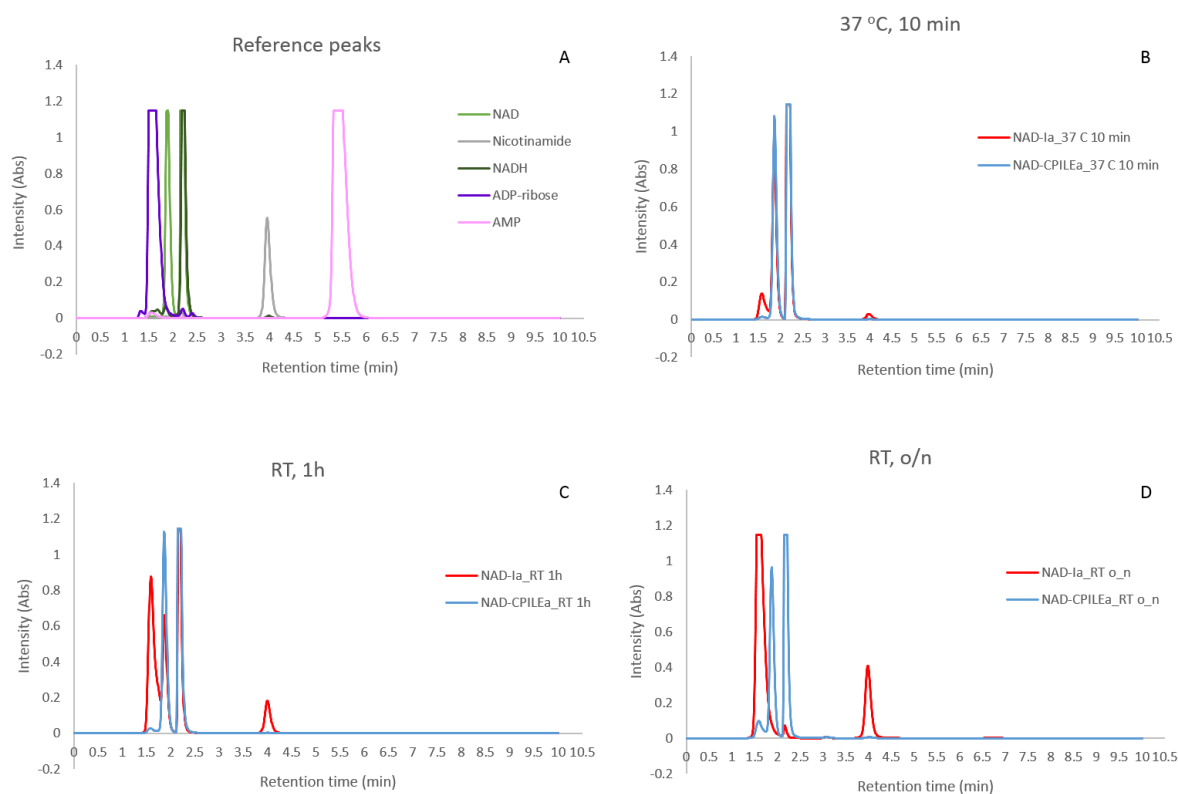 Reference peaks
A
1.4
1.2
1
0.8
0.6
0.4
0.2
0
-0.2
Intensity (Abs)
0 0.5 1 1.5 2 2.5 3 3.5 4 4.5 5 5.5 6 6.5 7 7.5 8 8.5 9 9.5 10 10.5
Retention time (min)
NAD
Nicotinamide
NADH
ADP-ribose
AMP
37 °C, 10 min
B
1.4
1.2
1
0.8
0.6
0.4
0.2
0
-0.2
Intensity (Abs)
0 0.5 1 1.5 2 2.5 3 3.5 4 4.5 5 5.5 6 6.5 7 7.5 8 8.5 9 9.5 10 10.5
Retention time (min)
NAD-Ia_37 C 10 min
NAD-CPILEa_37 C 10 min
RT, 1h
C
1.4
1.2
1
0.8
0.6
0.4
0.2
0
-0.2
Intensity (Abs)
0 0.5 1 1.5 2 2.5 3 3.5 4 4.5 5 5.5 6 6.5 7 7.5 8 8.5 9 9.5 10 10.5
Retention time (min)
NAD-Ia_RT 1h
NAD-CPILEa_RT 1h
RT, o/n
D
1.4
1.2
1
0.8
0.6
0.4
0.2
0
-0.2
Intensity (Abs)
0 0.5 1 1.5 2 2.5 3 3.5 4 4.5 5 5.5 6 6.5 7 7.5 8 8.5 9 9.5 10 10.5
Retention time (min)
NAD-Ia_RT o_n
NAD-CPILEa_RT o_n